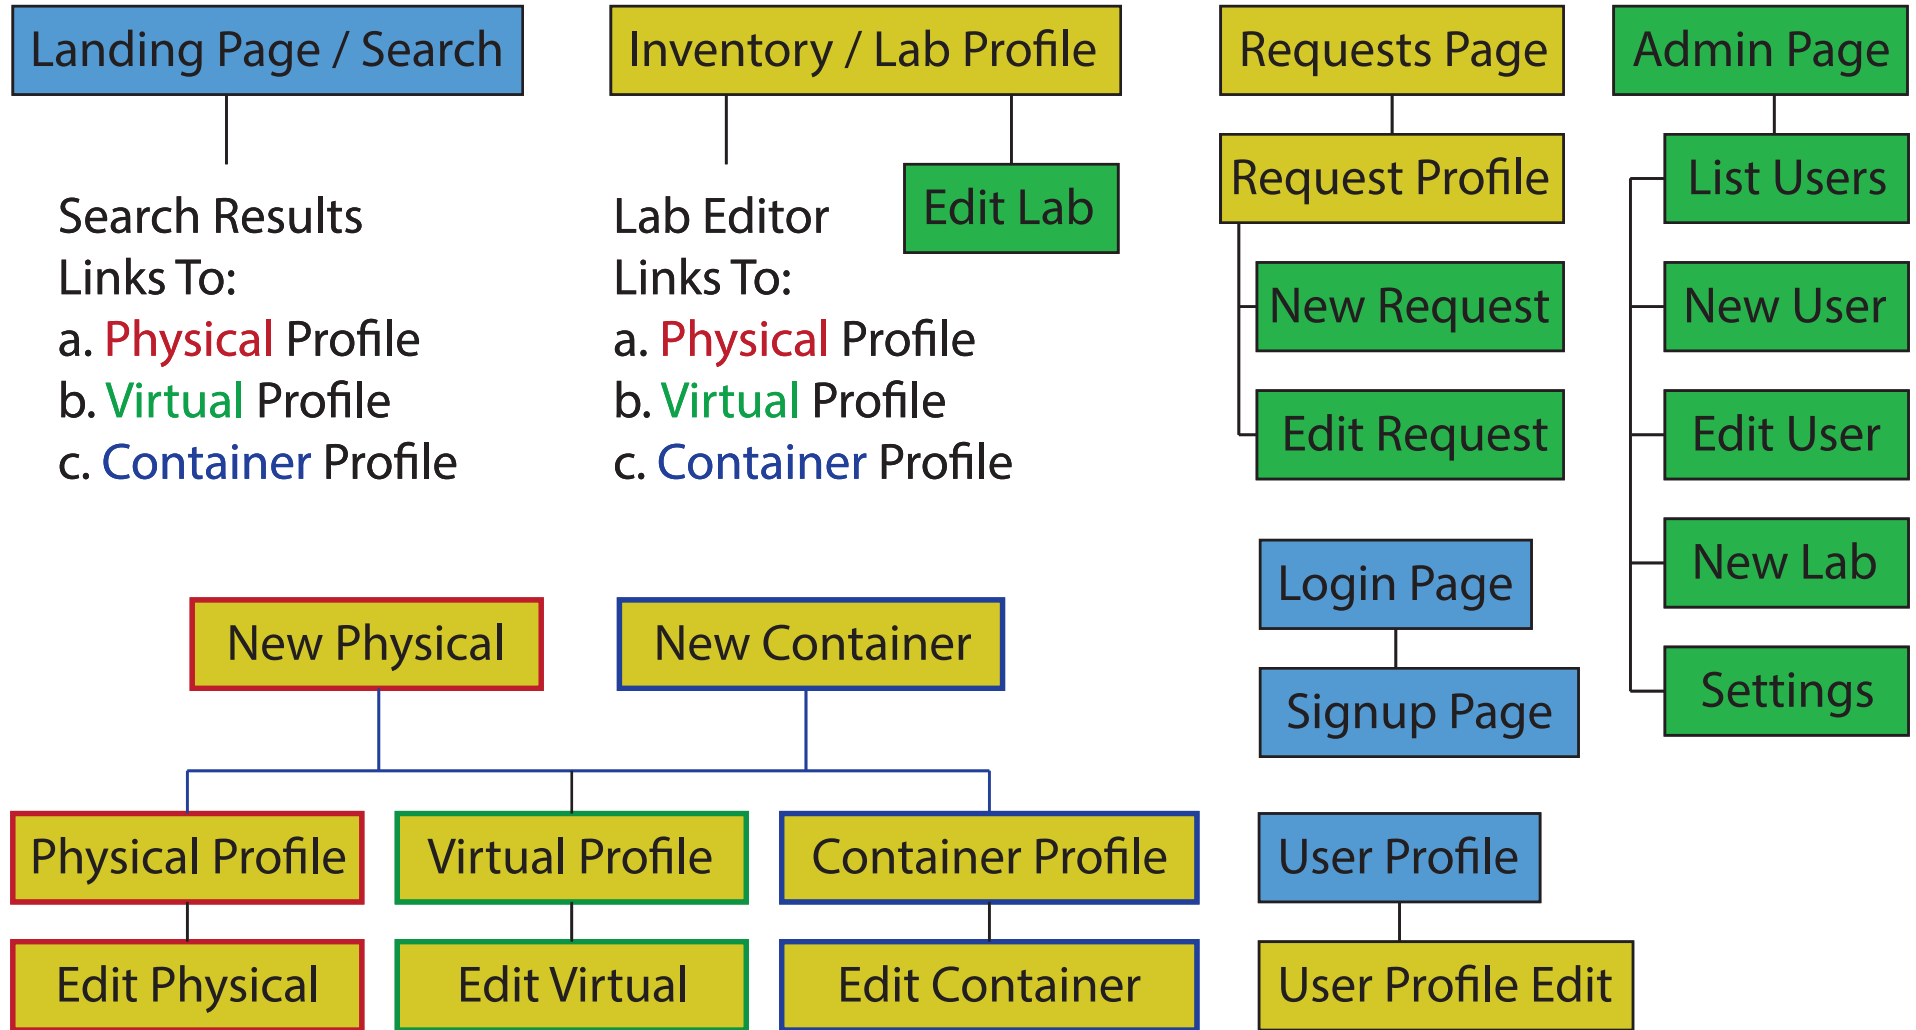 Landing Page / Search
Search Results
Links To:
a. Physical Profile
b. Virtual Profile
c. Container Profile
Inventory / Lab Profile
Lab Editor
Links To:
a. Physical Profile
b. Virtual Profile
c. Container Profile
Edit Lab
Requests Page
Request Profile
New Request
Edit Request
Admin Page
List Users
New User
Edit User
New Lab
Settings
Login Page
Signup Page
New Physical
New Container
Physical Profile
Virtual Profile
Container Profile
Edit Physical
Edit Virtual
Edit Container
User Profile
User Profile Edit